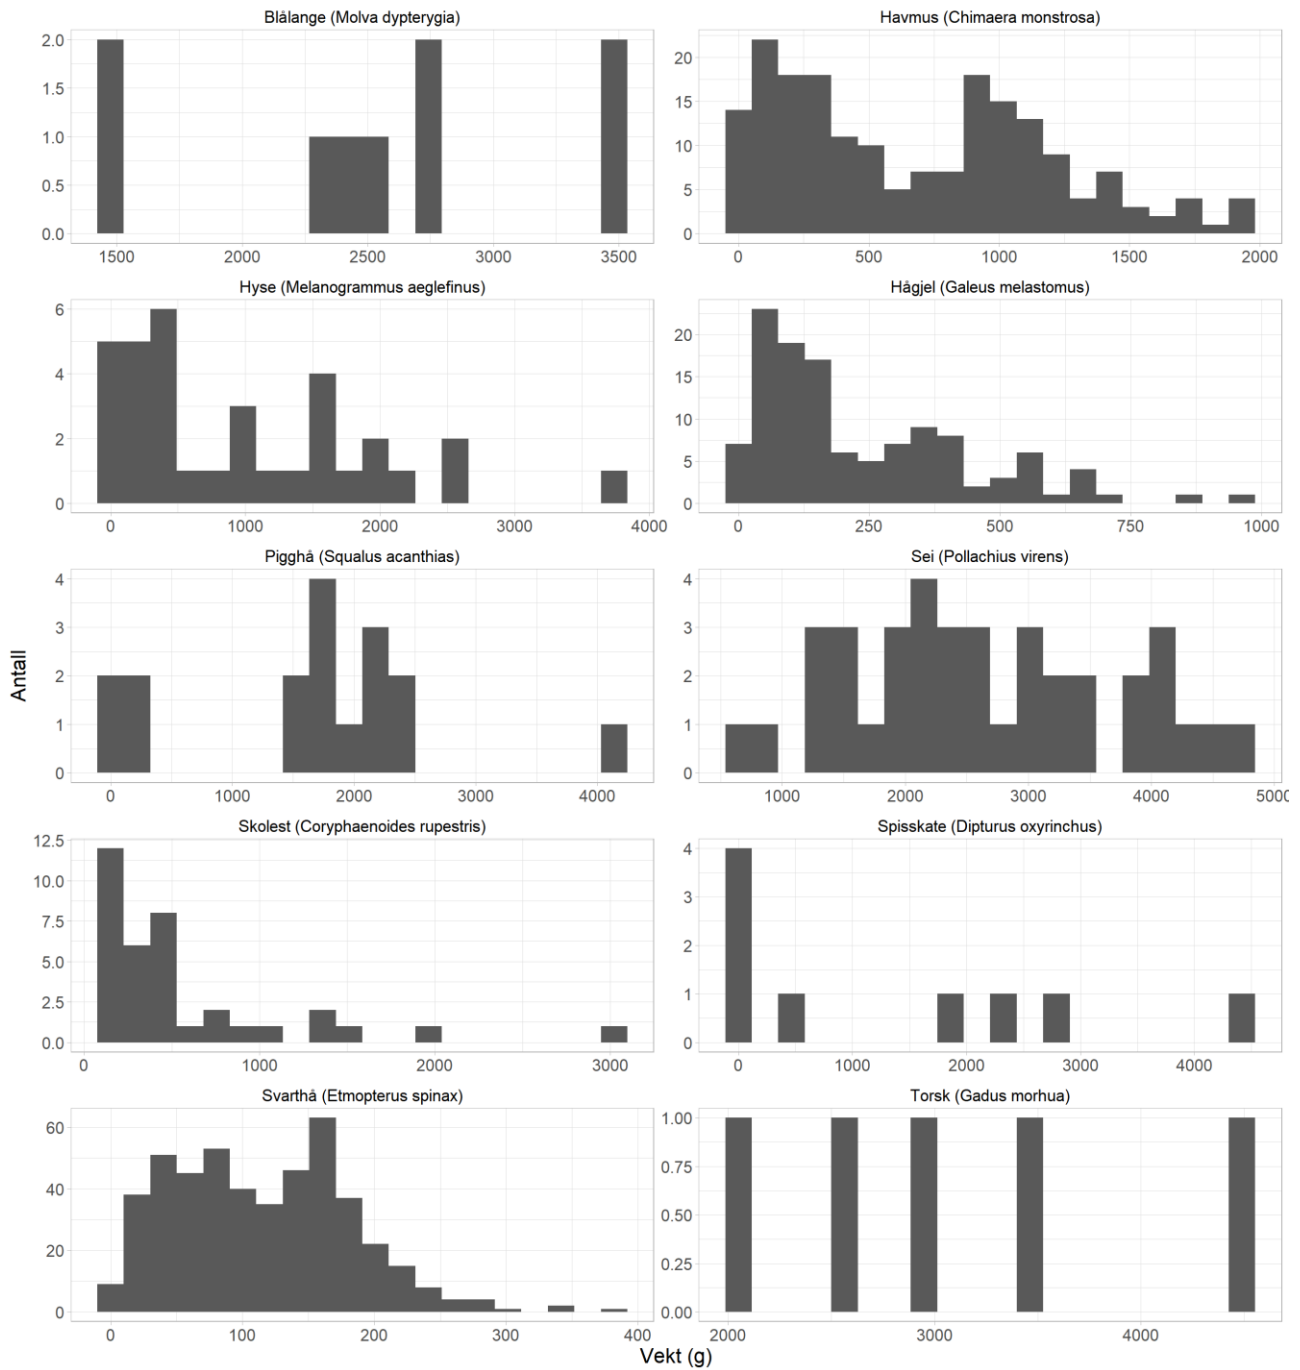 Blålange (Molva dypterygia)
2.0
1.5
1.0
0.5
0.0
1500 2000 2500 3000 3500
Havmus (Chimaera monstrosa)
20
15
10
5
0
0 500 1000 1500 2000
Hyse (Melanogrammus aeglefinus)
6
4
2
0
0 1000 2000 3000 4000
Hågjel (Galeus melastomus)
20
15
10
5
0
0 250 500 750 1000
Pigghå (Squalus acanthias)
4
3
2
1
0
0 1000 2000 3000 4000
Sei (Pollachius virens)
4
3
2
1
0
1000 2000 3000 4000 5000
Antall
Skolest (Coryphaenoides rupestris)
12.5
10.0
7.5
5.0
2.5
0.0
0 1000 2000 3000
Spisskate (Dipturus oxyrinchus)
4
3
2
1
0
0 1000 2000 3000 4000
Svarthå (Etmopterus spinax)
60
40
20
0
0 100 200 300 400
Torsk (Gadus morhua)
1.00
0.75
0.50
0.25
0.00
2000 3000 4000
Vekt (g)